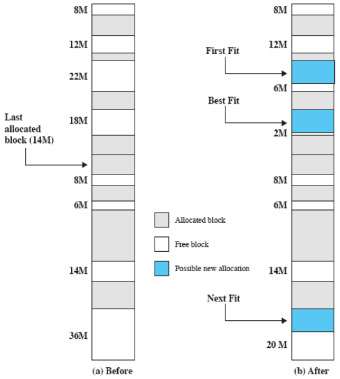 8M
12M
22M
18M
Last
allocated
block (14M)
8M
6M
14M
36M
(a) Before
Allocated block
Free block
Possible new allocation
8M
12M
First Fit
6M
Best Fit
2M
8M
6M
14M
Next Fit
20 M
(b) After